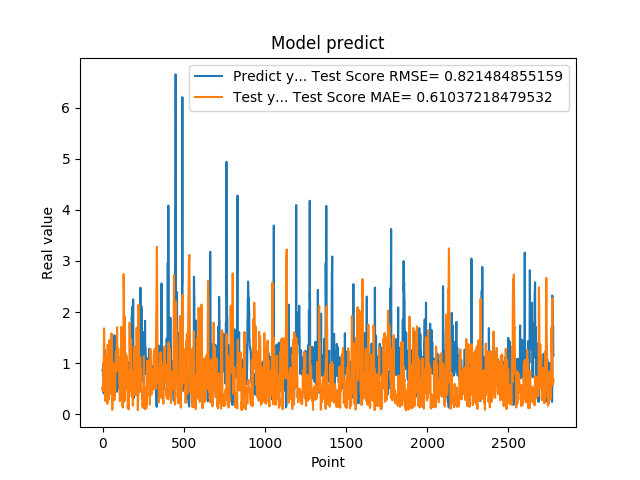 Model predict
Predict y... Test Score RMSE= 0.821484855159
Test y... Test Score MAE= 0.61037218479532
Real value
6
5
4
3
2
1
0
0 500 1000 1500 2000 2500
Point